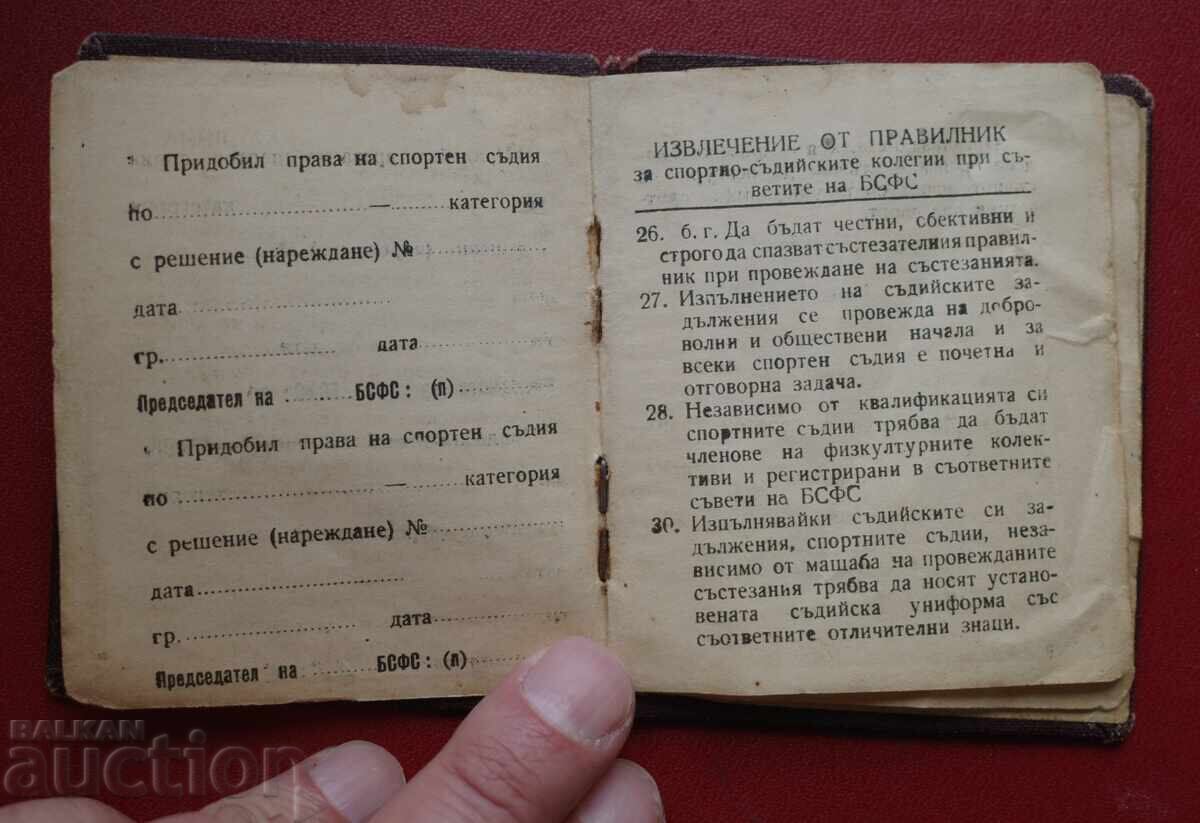 Придобил права на спортен съдия
по ........................ — ......... категория
с решение (нареждане) № ....................
дата ..............................
гр. ........................ дата ....................
Председател на ......... БСФС: (п) ...............
Придобил права на спортен съдия
по ........................ — ......... категория
с решение (нареждане) № ....................
дата ..............................
гр. ........................ дата ....................
Председател на ......... БСФС: (п) ...............
ИЗВЛЕЧЕНИЕ ОТ ПРАВИЛНИК
за спортно-съдийските колегии при съ-
ветите на БСФС
26. б. г. Да бъдат честни, сбективни и
строго да спазват състезателния правил-
ник при провеждане на състезанията.
27. Изпълнението на съдийските за-
дължения се провежда на добро-
волни и обществени начала и за
всеки спортен съдия е почетна и
отговорна задача.
28. Независимо от квалификацията си
спортните съдии трябва да бъдат
членове на физкултурните колек-
тиви и регистрирани в съответните
съвети на БСФС
30. Изпълнявайки съдийските си за-
дължения, спортните съдии, неза-
висимо от мащаба на провежданите
състезания трябва да носят устано-
вената съдийска униформа със
съответните отличителни знаци.
BALKAN
auction